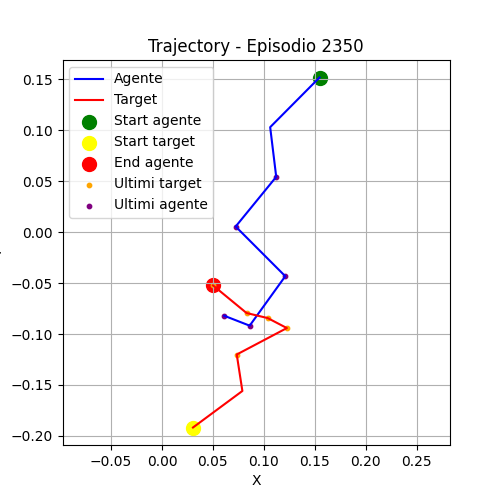 Trajectory - Episodio 2350
Agente
Target
Start agente
Start target
End agente
Ultimi target
Ultimi agente
0.15
0.10
0.05
0.00
−0.05
−0.10
−0.15
−0.20
−0.05 0.00 0.05 0.10 0.15 0.20 0.25
X